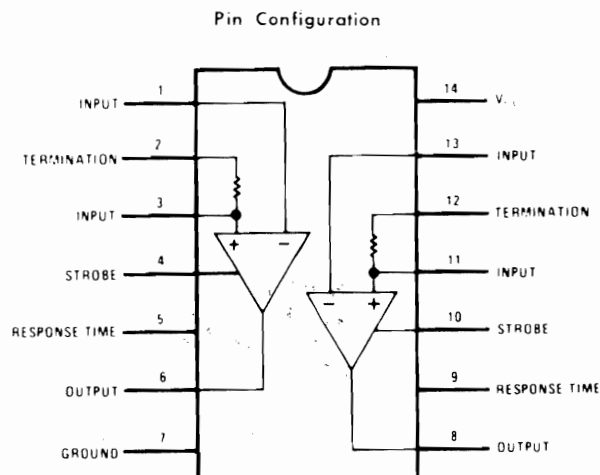 Pin Configuration
INPUT 1
TERMINATION 2
INPUT 3
STROBE 4
RESPONSE TIME 5
OUTPUT 6
GROUND 7
14
13 INPUT
12 TERMINATION
11 INPUT
10 STROBE
9 RESPONSE TIME
8 OUTPUT
+ −
− +